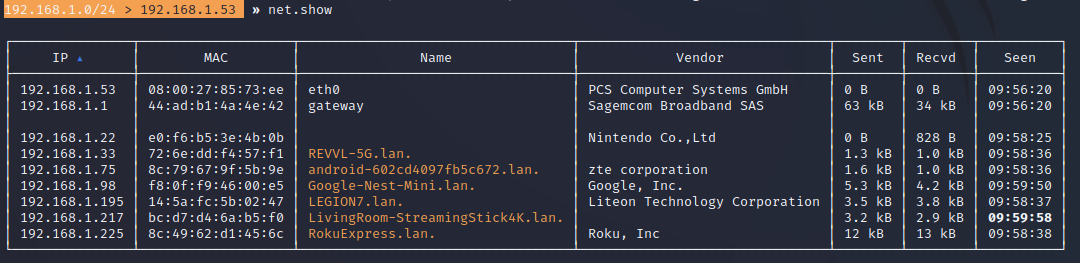 192.168.1.0/24 > 192.168.1.53 » net.show
IP ▴ MAC Name Vendor Sent Recvd Seen
192.168.1.53 08:00:27:85:73:ee eth0 PCS Computer Systems GmbH 0 B 0 B 09:56:20
192.168.1.1 44:ad:b1:4a:4e:42 gateway Sagemcom Broadband SAS 63 kB 34 kB 09:56:20
192.168.1.22 e0:f6:b5:3e:4b:0b Nintendo Co.,Ltd 0 B 828 B 09:58:25
192.168.1.33 72:6e:dd:f4:57:f1 REVVL-5G.lan. 1.3 kB 1.0 kB 09:58:36
192.168.1.75 8c:79:67:9f:5b:9e android-602cd4097fb5c672.lan. zte corporation 1.6 kB 1.0 kB 09:58:36
192.168.1.98 f8:0f:f9:46:00:e5 Google-Nest-Mini.lan. Google, Inc. 5.3 kB 4.2 kB 09:59:50
192.168.1.195 14:5a:fc:5b:02:47 LEGION7.lan. Liteon Technology Corporation 3.5 kB 3.8 kB 09:58:37
192.168.1.217 bc:d7:d4:6a:b5:f0 LivingRoom-StreamingStick4K.lan. 3.2 kB 2.9 kB 09:59:58
192.168.1.225 8c:49:62:d1:45:6c RokuExpress.lan. Roku, Inc 12 kB 13 kB 09:58:38